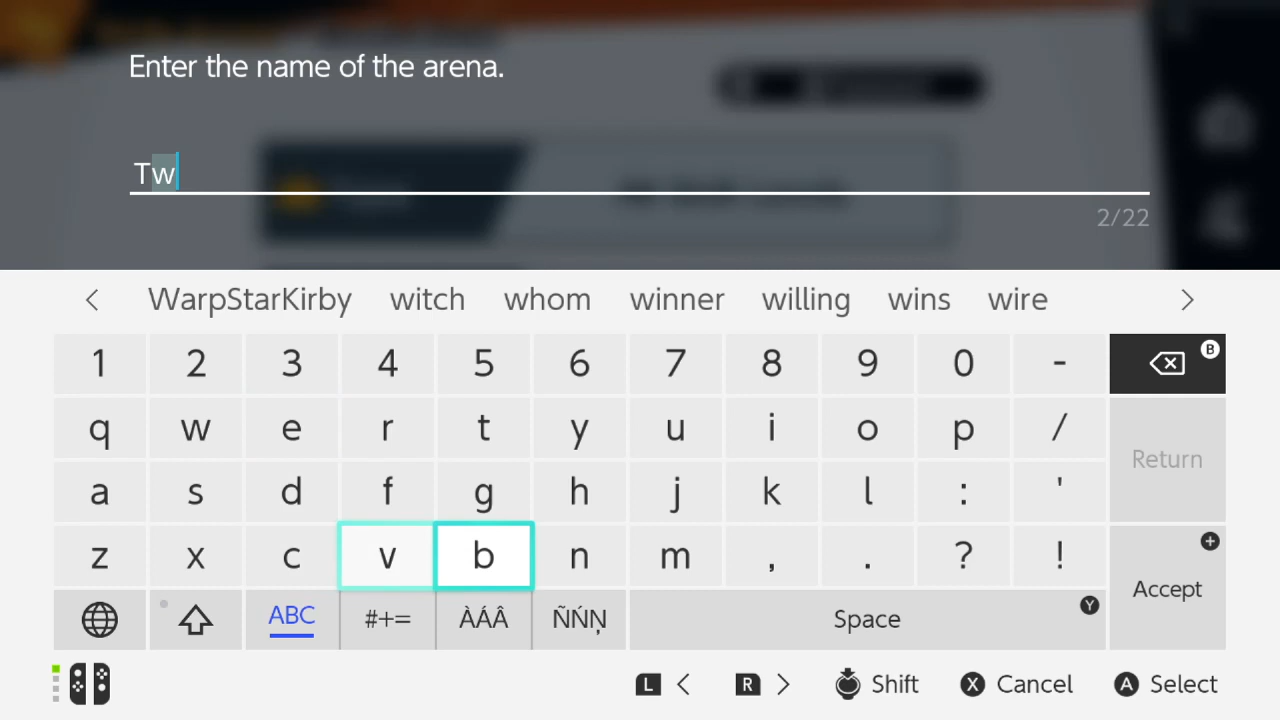 Enter the name of the arena.
Tw
2/22
WarpStarKirby witch whom winner willing wins wire
1 2 3 4 5 6 7 8 9 0 - B
q w e r t y u i o p / Return
a s d f g h j k l : '
z x c v b n m , . ? ! + Accept
ABC #+= ÀÁÂ ÑŃŅ Space Y
L R Shift X Cancel A Select